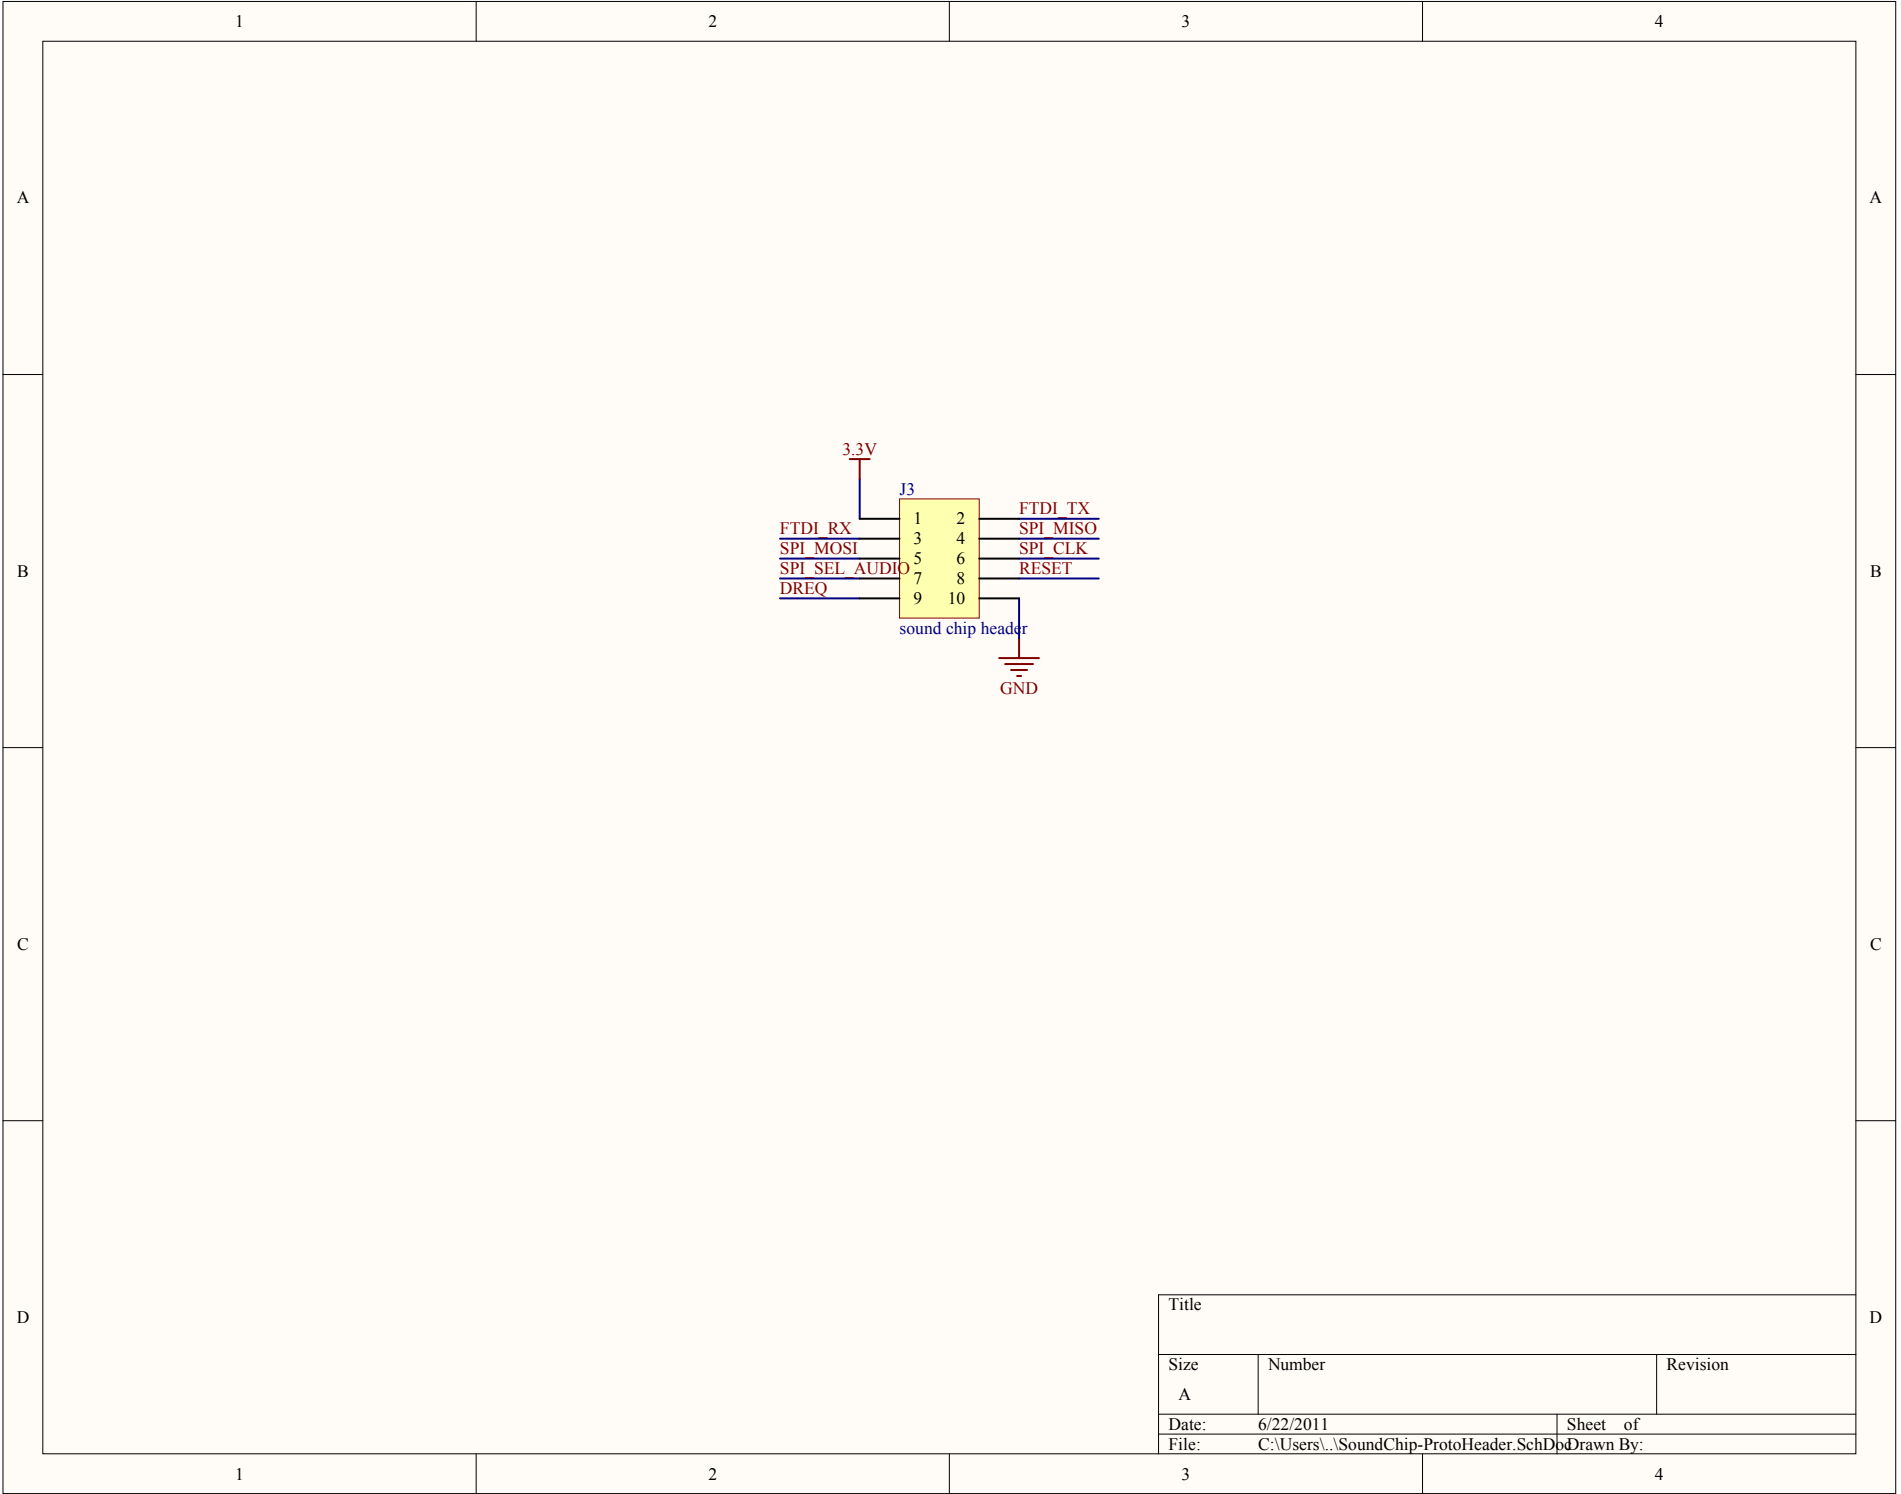 1 2 3 4
A A
3.3V
J3
1 2 FTDI_TX
FTDI_RX 3 4 SPI_MISO
SPI_MOSI 5 6 SPI_CLK
SPI_SEL_AUDIO 7 8 RESET
B B
DREQ 9 10
sound chip header
GND
C C
Title
D D
Size Number Revision
A
Date: 6/22/2011 Sheet of
File: C:\Users\..\SoundChip-ProtoHeader.SchDoc Drawn By:
1 2 3 4